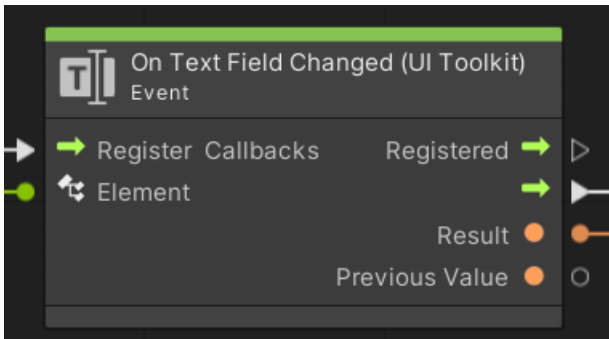 On Text Field Changed (UI Toolkit)
Event
Register Callbacks Registered
Element
Result
Previous Value